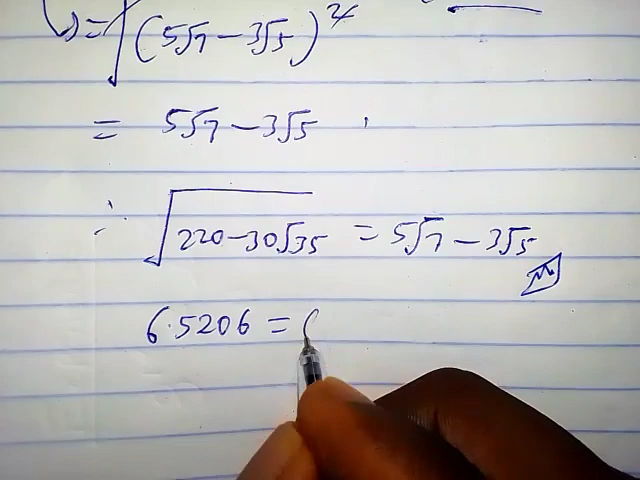 = √(5√7 - 3√5)²
= 5√7 - 3√5
∴ √220-30√35 = 5√7 - 3√5
6.5206 =